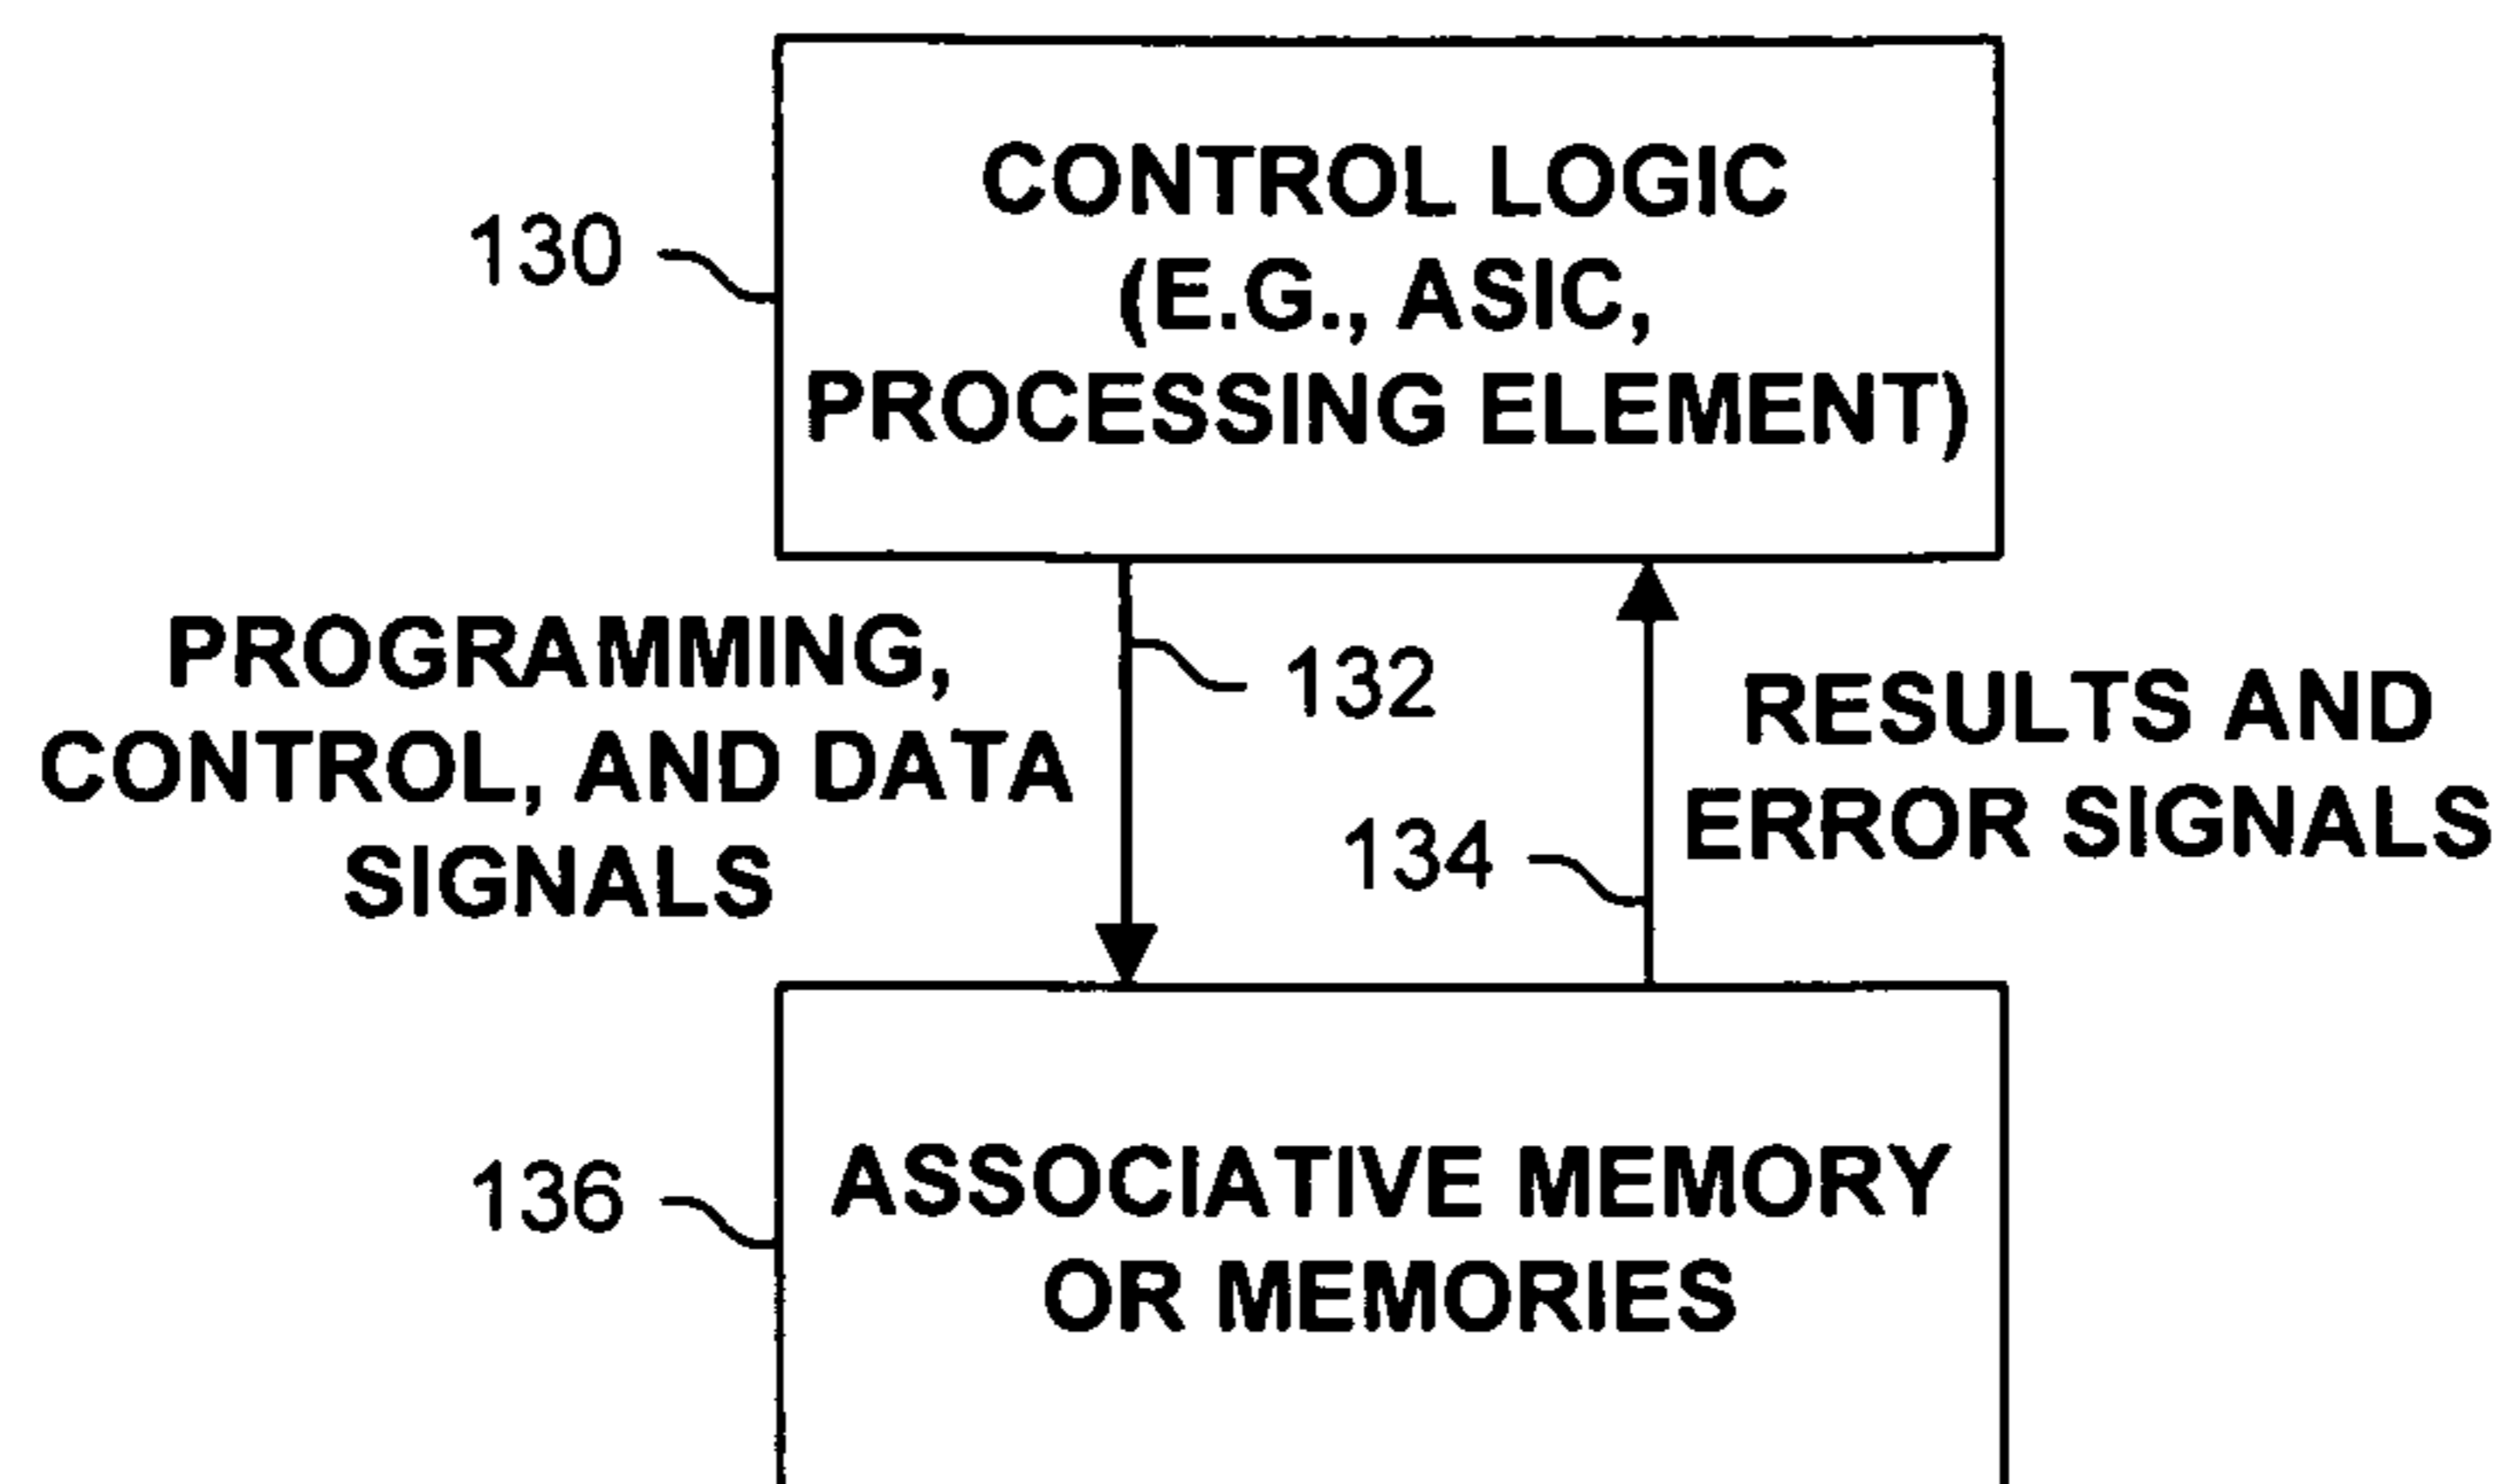 CONTROL LOGIC
(E.G., ASIC,
PROCESSING ELEMENT)
130
PROGRAMMING,
CONTROL, AND DATA
SIGNALS
132
134
RESULTS AND
ERROR SIGNALS
136
ASSOCIATIVE MEMORY
OR MEMORIES